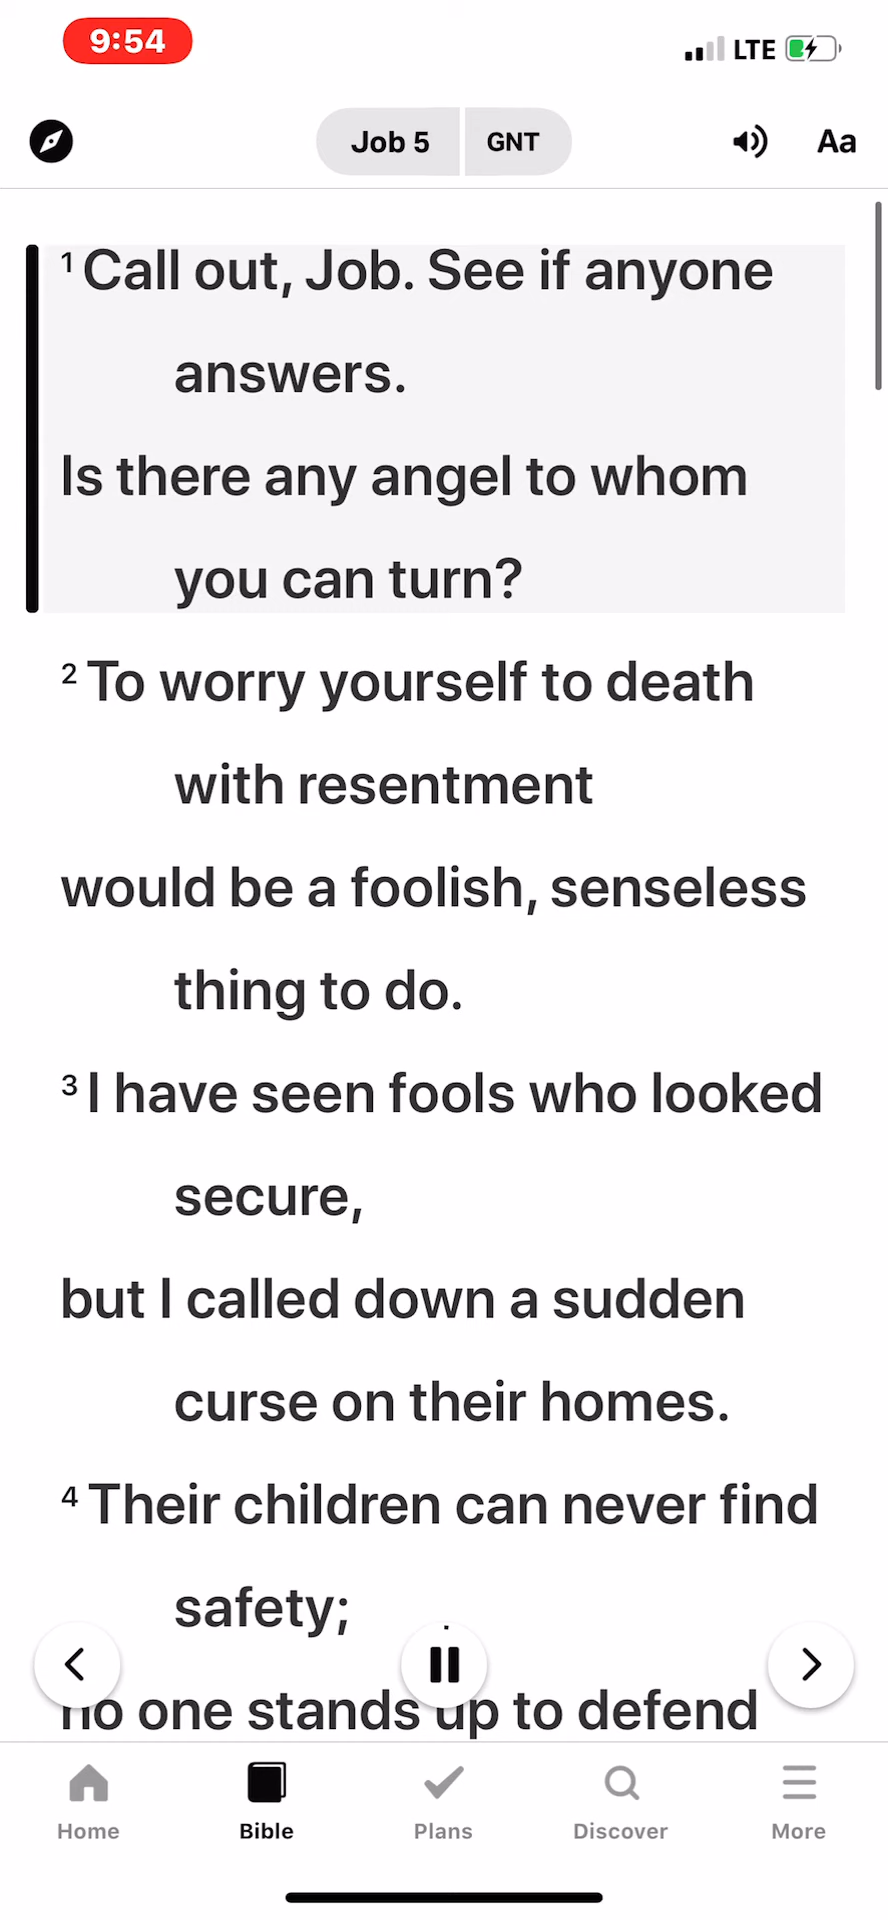 9:54
LTE
Job 5 GNT
Aa
1 Call out, Job. See if anyone
answers.
Is there any angel to whom
you can turn?
2 To worry yourself to death
with resentment
would be a foolish, senseless
thing to do.
3 I have seen fools who looked
secure,
but I called down a sudden
curse on their homes.
4 Their children can never find
safety;
no one stands up to defend
Home Bible Plans Discover More